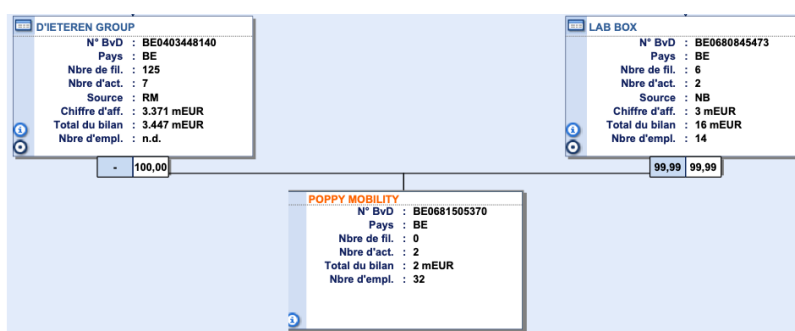 D'IETEREN GROUP
N° BvD : BE0403448140
Pays : BE
Nbre de fil. : 125
Nbre d'act. : 7
Source : RM
Chiffre d'aff. : 3.371 mEUR
Total du bilan : 3.447 mEUR
Nbre d'empl. : n.d.
- 100,00
LAB BOX
N° BvD : BE0680845473
Pays : BE
Nbre de fil. : 6
Nbre d'act. : 2
Source : NB
Chiffre d'aff. : 3 mEUR
Total du bilan : 16 mEUR
Nbre d'empl. : 14
99,99 99,99
POPPY MOBILITY
N° BvD : BE0681505370
Pays : BE
Nbre de fil. : 0
Nbre d'act. : 2
Total du bilan : 2 mEUR
Nbre d'empl. : 32